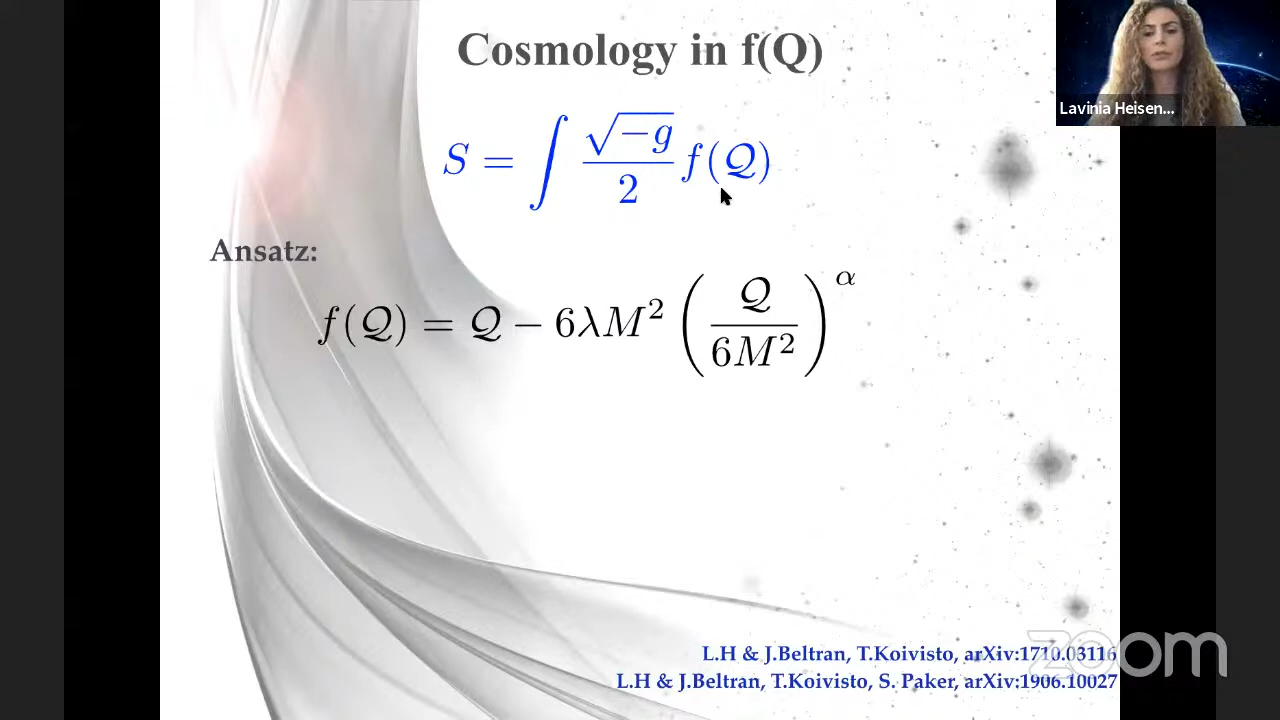 Cosmology in f(Q)
S = ∫ √−g / 2 f(𝒬)
Ansatz:
f(𝒬) = 𝒬 − 6λM² (𝒬 / 6M²)^α
L.H & J.Beltran, T.Koivisto, arXiv:1710.03116
L.H & J.Beltran, T.Koivisto, S. Paker, arXiv:1906.10027
Lavinia Heisen...
zoom